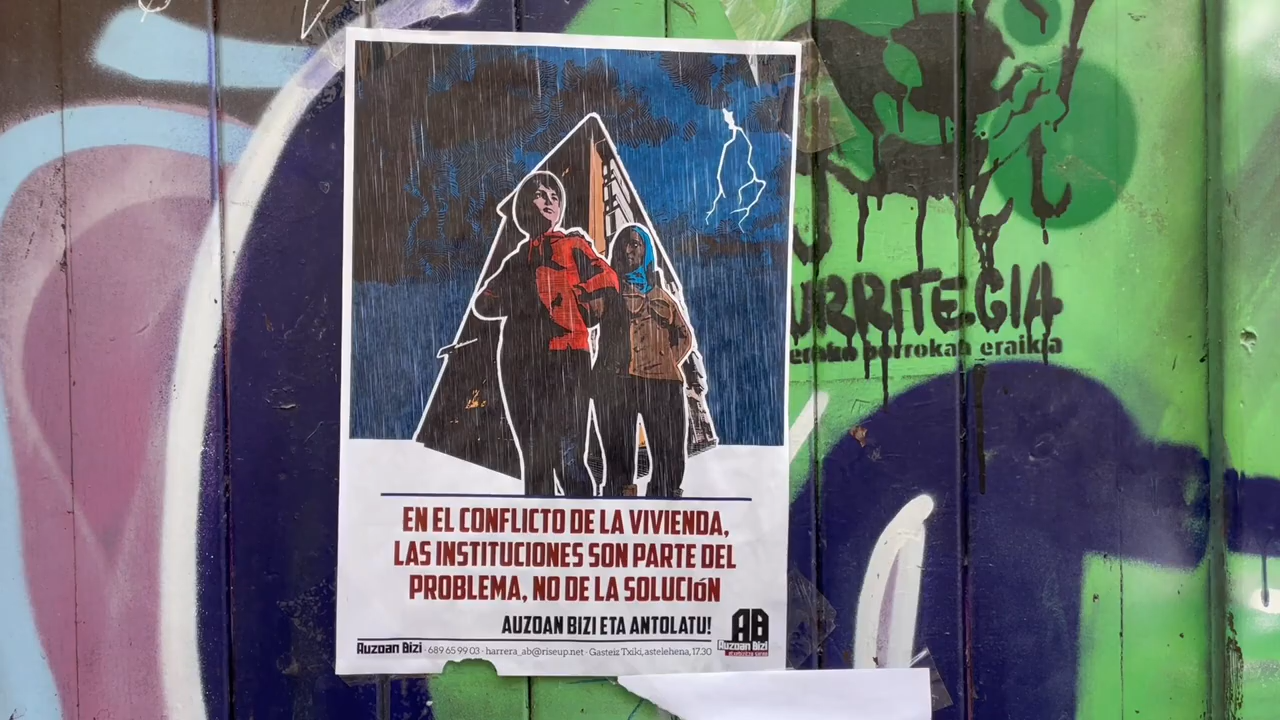 EN EL CONFLICTO DE LA VIVIENDA,
LAS INSTITUCIONES SON PARTE DEL
PROBLEMA, NO DE LA SOLUCIóN
AUZOAN BIZI ETA ANTOLATU!
AB
Auzoan Bizi
Auzoan Bizi · 689 65 99 03 · harrera_ab@riseup.net · Gasteiz Txiki, astelehena, 17.30
URRITEGIA
porrokan eraikia